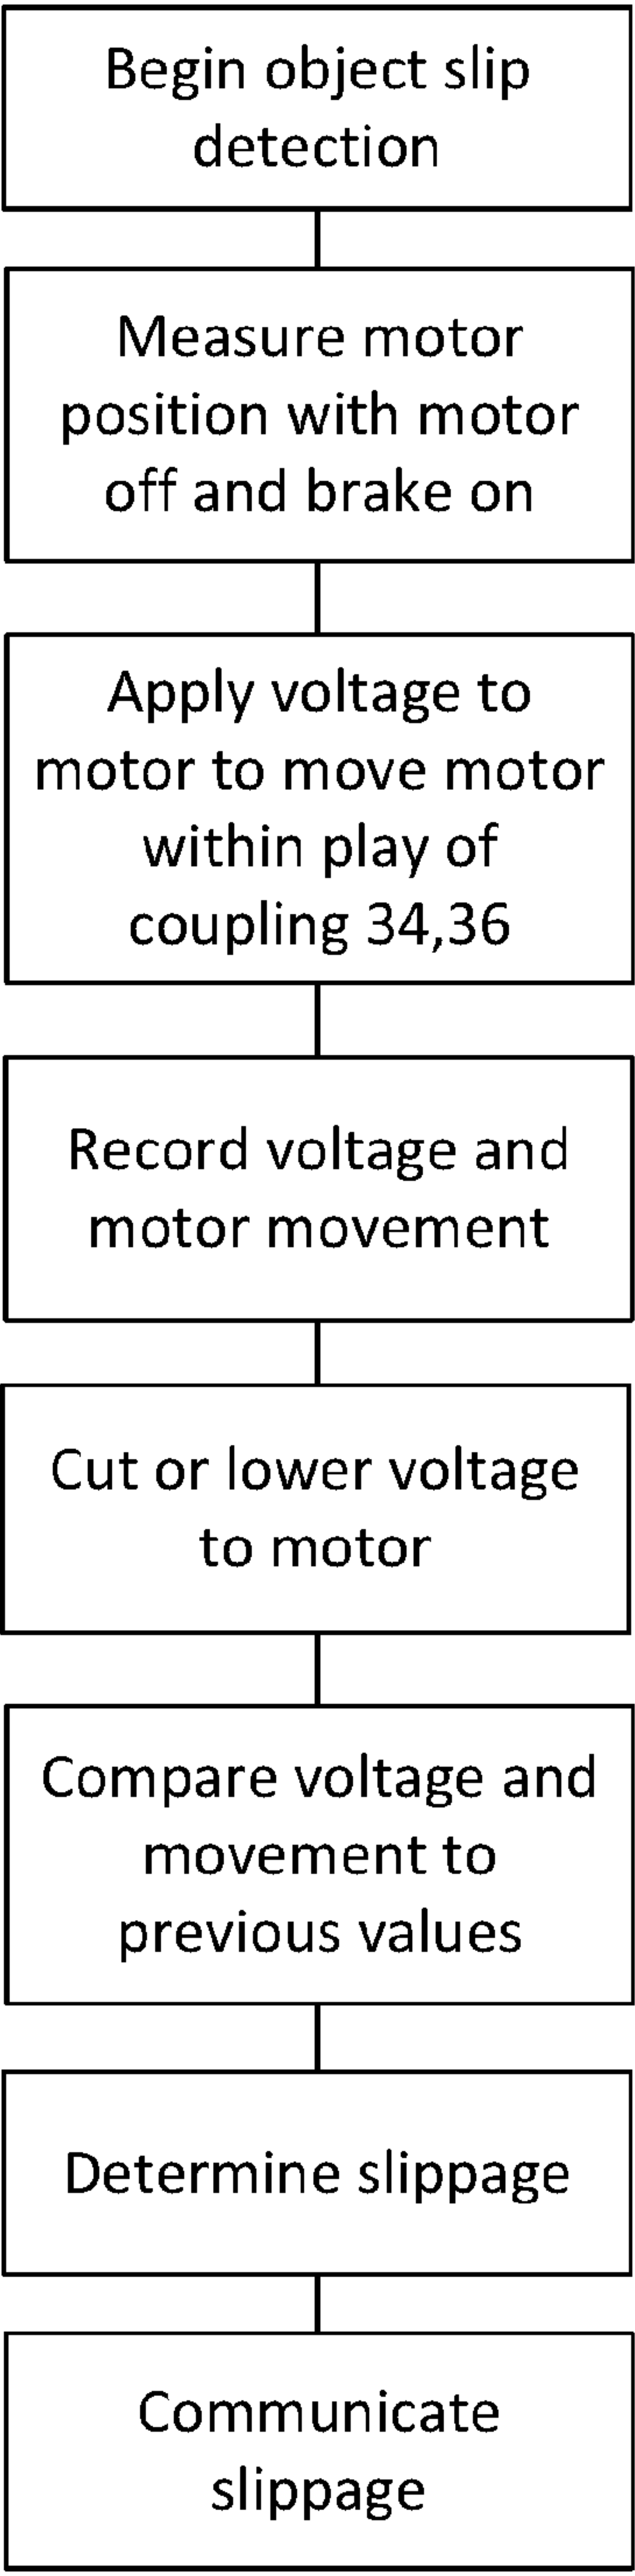 Begin object slip
detection
Measure motor
position with motor
off and brake on
Apply voltage to
motor to move motor
within play of
coupling 34,36
Record voltage and
motor movement
Cut or lower voltage
to motor
Compare voltage and
movement to
previous values
Determine slippage
Communicate
slippage